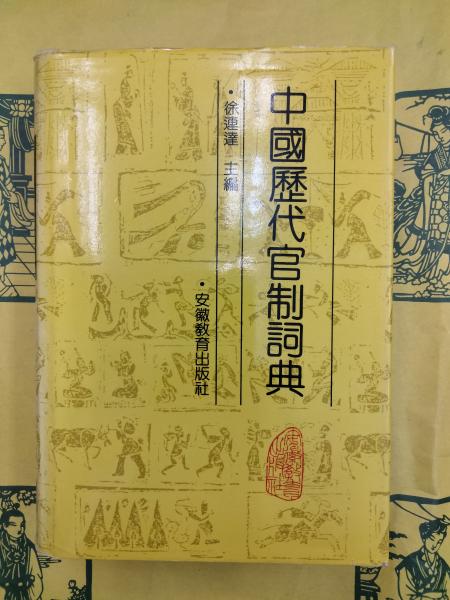 中國歷代官制詞典
·徐連達 主編
·安徽教育出版社